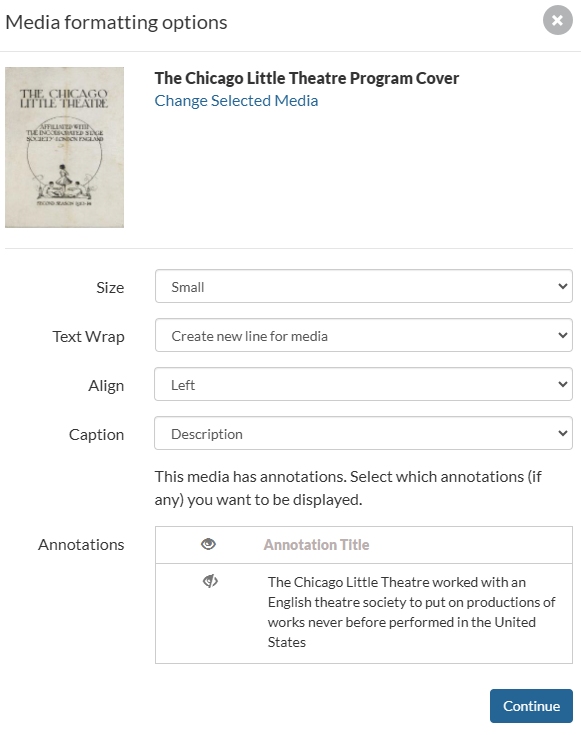 Media formatting options
The Chicago Little Theatre Program Cover
Change Selected Media
THE CHICAGO
LITTLE THEATRE
AFFILIATED WITH
THE INCORPORATED STAGE
SOCIETY LONDON ENGLAND
Size
Small
Text Wrap
Create new line for media
Align
Left
Caption
Description
This media has annotations. Select which annotations (if
any) you want to be displayed.
Annotations
Annotation Title
The Chicago Little Theatre worked with an
English theatre society to put on productions of
works never before performed in the United
States
Continue